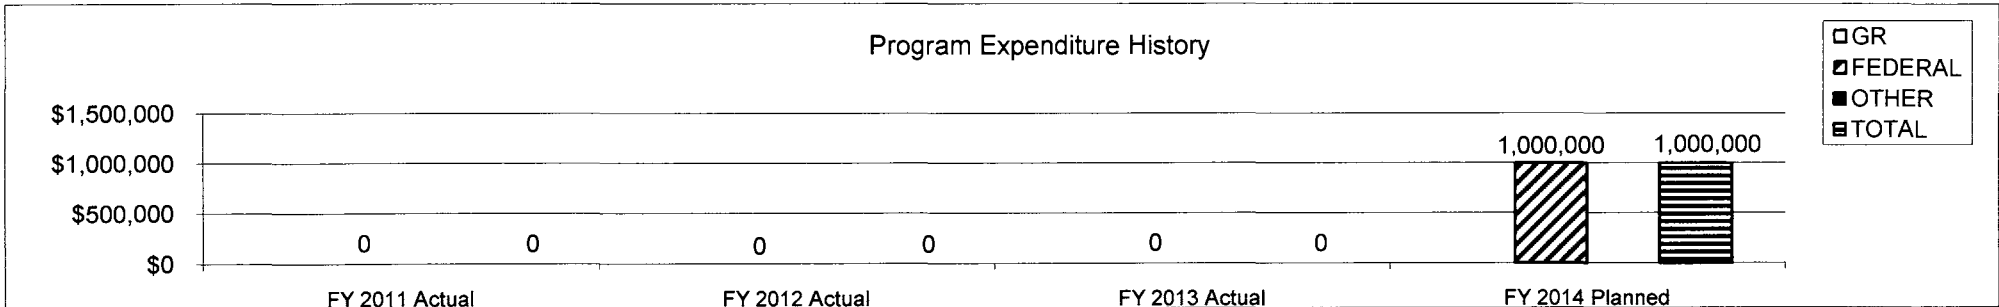 Program Expenditure History
GR
FEDERAL
OTHER
TOTAL
$1,500,000
$1,000,000
$500,000
$0
0 0 0 0 0 0 1,000,000 1,000,000
FY 2011 Actual FY 2012 Actual FY 2013 Actual FY 2014 Planned